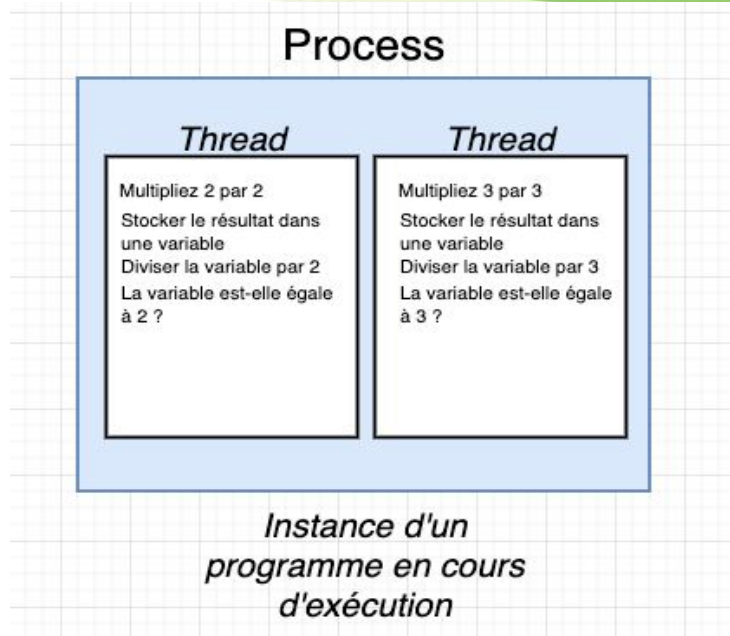 Process
Thread
Multipliez 2 par 2
Stocker le résultat dans
une variable
Diviser la variable par 2
La variable est-elle égale
à 2 ?
Thread
Multipliez 3 par 3
Stocker le résultat dans
une variable
Diviser la variable par 3
La variable est-elle égale
à 3 ?
Instance d'un
programme en cours
d'exécution